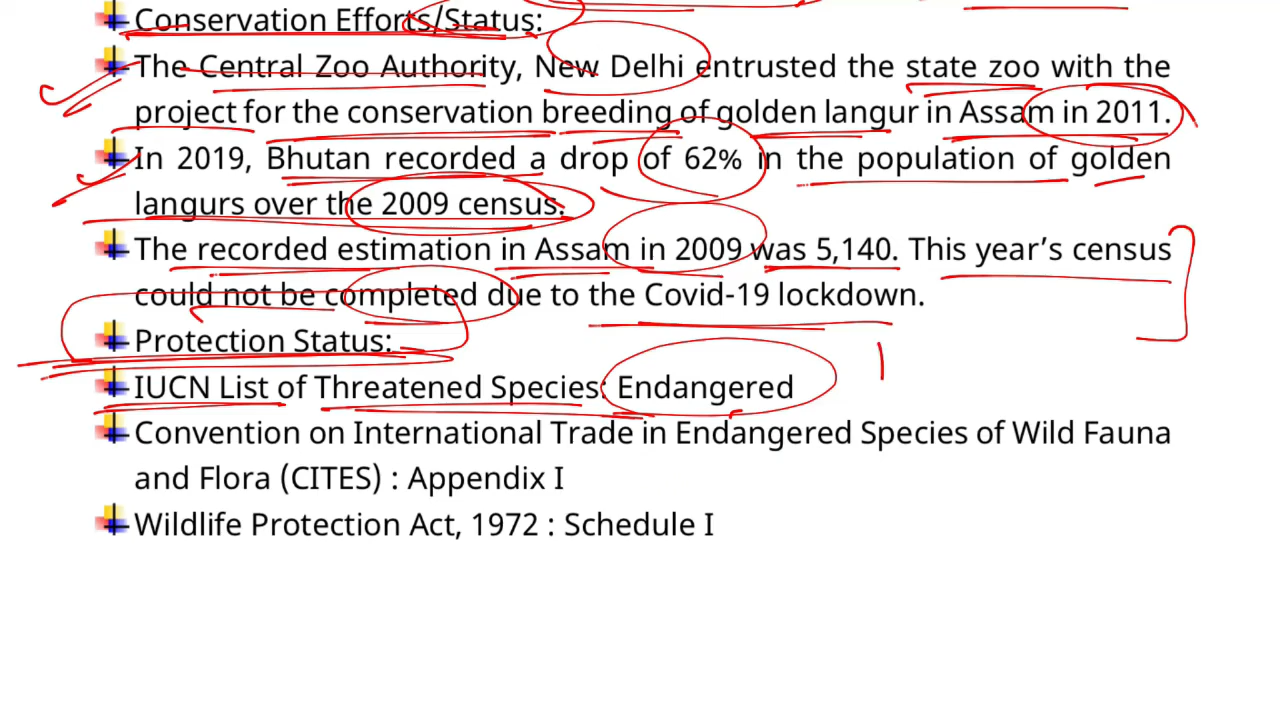 Conservation Efforts/Status:
The Central Zoo Authority, New Delhi entrusted the state zoo with the
project for the conservation breeding of golden langur in Assam in 2011.
In 2019, Bhutan recorded a drop of 62% in the population of golden
langurs over the 2009 census.
The recorded estimation in Assam in 2009 was 5,140. This year’s census
could not be completed due to the Covid-19 lockdown.
Protection Status:
IUCN List of Threatened Species: Endangered
Convention on International Trade in Endangered Species of Wild Fauna
and Flora (CITES) : Appendix I
Wildlife Protection Act, 1972 : Schedule I